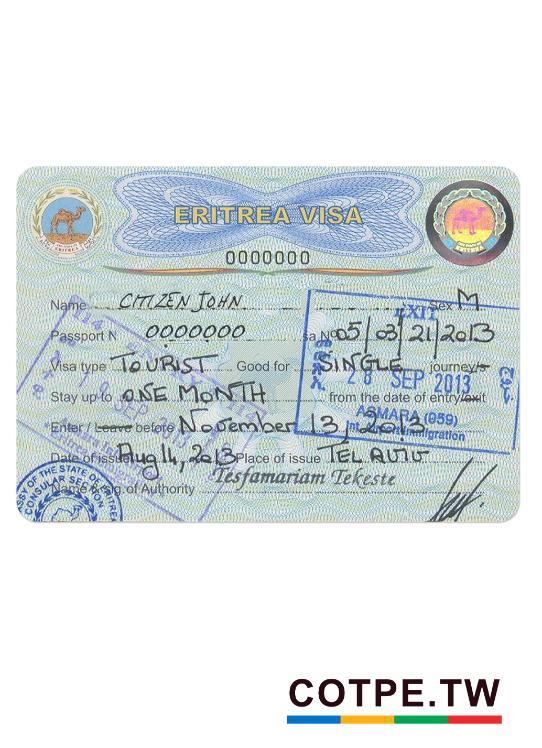 ERITREA VISA
0000000
Name CITIZEN JOHN Sex M
EXIT
Passport N 0000000 sa Nº 05/03/21/2013
Visa type TOURIST Good for SINGLE journey/s
28 SEP 2013
Stay up to ONE MONTH from the date of entry/exit
ASMARA (959)
Enter / Leave before November 13, 2013
Immigration
Date of issue Aug 14, 2013 Place of issue TEL AVIV
Tesfamariam Tekeste
Name & Sig. of Authority
EMBASSY OF THE STATE OF ERITREA
CONSULAR SECTION
COTPE.TW